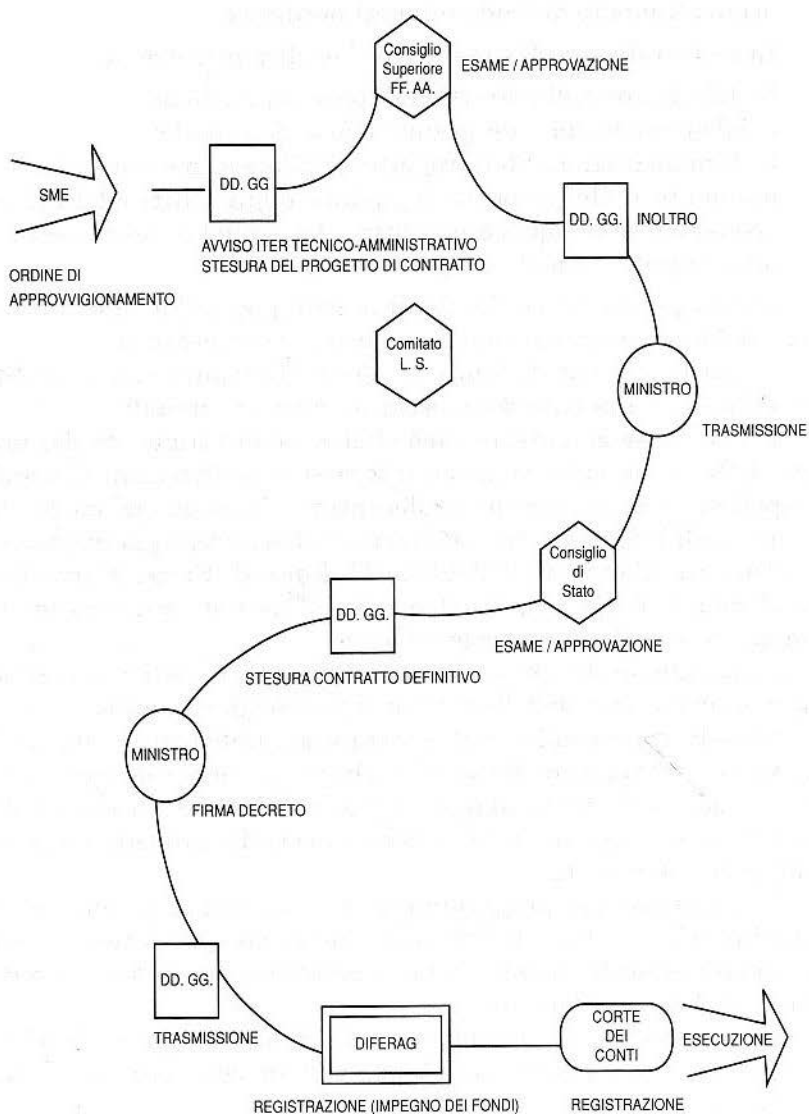 Consiglio
Superiore
FF. AA.
ESAME / APPROVAZIONE
SME
ORDINE DI
APPROVVIGIONAMENTO
DD. GG
AVVISO ITER TECNICO-AMMINISTRATIVO
STESURA DEL PROGETTO DI CONTRATTO
DD. GG.
INOLTRO
Comitato
L. S.
MINISTRO
TRASMISSIONE
Consiglio
di
Stato
ESAME / APPROVAZIONE
DD. GG.
STESURA CONTRATTO DEFINITIVO
MINISTRO
FIRMA DECRETO
DD. GG.
TRASMISSIONE
DIFERAG
REGISTRAZIONE (IMPEGNO DEI FONDI)
CORTE
DEI
CONTI
REGISTRAZIONE
ESECUZIONE